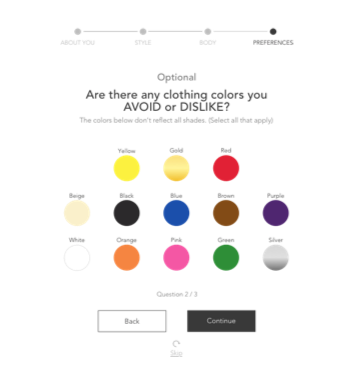 ABOUT YOU STYLE BODY PREFERENCES
Optional
Are there any clothing colors you
AVOID or DISLIKE?
The colors below don't reflect all shades. (Select all that apply)
Yellow Gold Red
Beige Black Blue Brown Purple
White Orange Pink Green Silver
Question 2 / 3
Back Continue
Skip